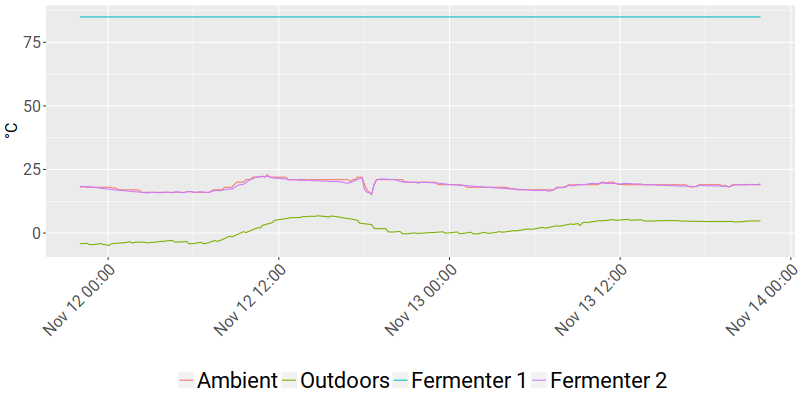 75
50
25
0
°C
Nov 12 00:00
Nov 12 12:00
Nov 13 00:00
Nov 13 12:00
Nov 14 00:00
Ambient Outdoors Fermenter 1 Fermenter 2